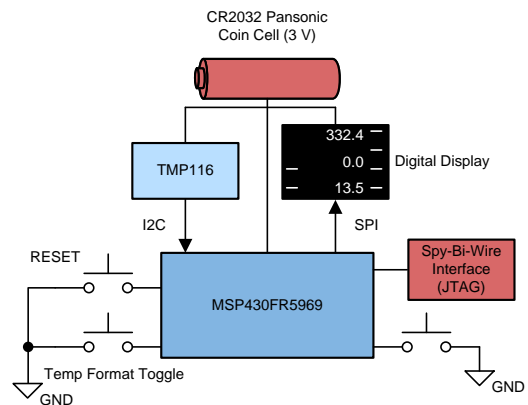 CR2032 Pansonic
Coin Cell (3 V)
332.4
0.0
13.5
TMP116
Digital Display
I2C
SPI
RESET
Spy-Bi-Wire
Interface
(JTAG)
MSP430FR5969
Temp Format Toggle
GND
GND